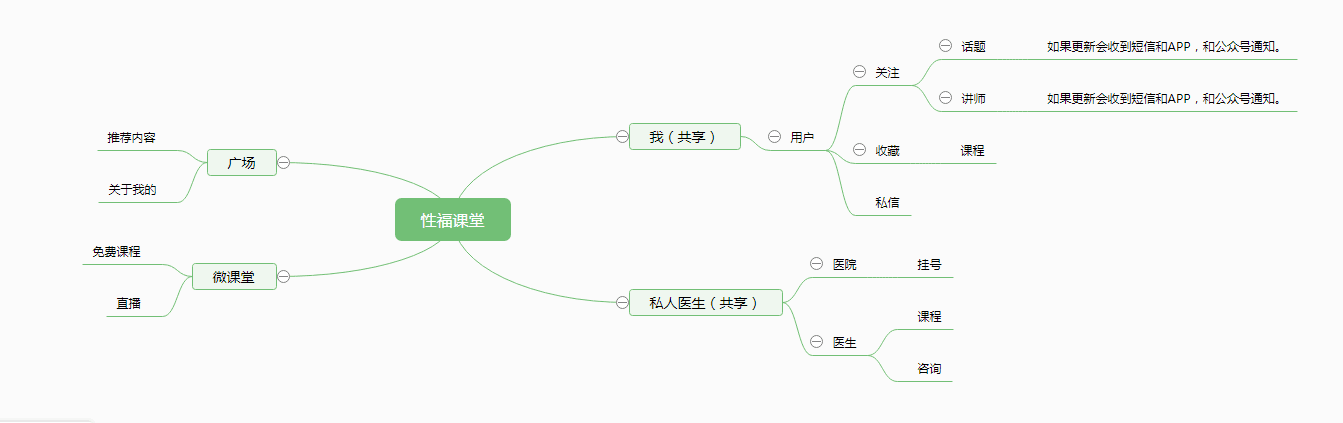 性福课堂
广场
推荐内容
关于我的
微课堂
免费课程
直播
我（共享）
用户
关注
话题
如果更新会收到短信和APP，和公众号通知。
讲师
如果更新会收到短信和APP，和公众号通知。
收藏
课程
私信
私人医生（共享）
医院
挂号
医生
课程
咨询